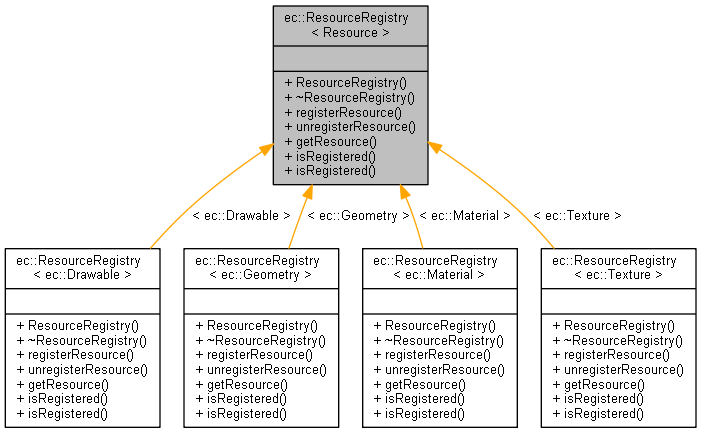 ec::ResourceRegistry
< Resource >
+ ResourceRegistry()
+ ~ResourceRegistry()
+ registerResource()
+ unregisterResource()
+ getResource()
+ isRegistered()
+ isRegistered()
< ec::Drawable >
< ec::Geometry >
< ec::Material >
< ec::Texture >
ec::ResourceRegistry
< ec::Drawable >
+ ResourceRegistry()
+ ~ResourceRegistry()
+ registerResource()
+ unregisterResource()
+ getResource()
+ isRegistered()
+ isRegistered()
ec::ResourceRegistry
< ec::Geometry >
+ ResourceRegistry()
+ ~ResourceRegistry()
+ registerResource()
+ unregisterResource()
+ getResource()
+ isRegistered()
+ isRegistered()
ec::ResourceRegistry
< ec::Material >
+ ResourceRegistry()
+ ~ResourceRegistry()
+ registerResource()
+ unregisterResource()
+ getResource()
+ isRegistered()
+ isRegistered()
ec::ResourceRegistry
< ec::Texture >
+ ResourceRegistry()
+ ~ResourceRegistry()
+ registerResource()
+ unregisterResource()
+ getResource()
+ isRegistered()
+ isRegistered()